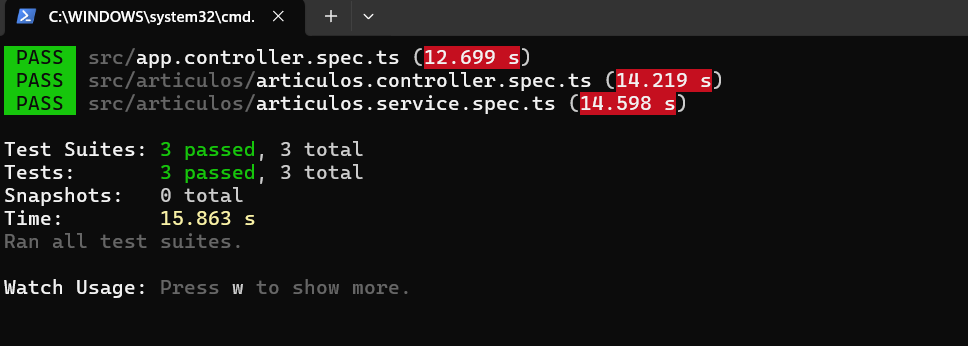 C:\WINDOWS\system32\cmd.
PASS src/app.controller.spec.ts (12.699 s)
PASS src/articulos/articulos.controller.spec.ts (14.219 s)
PASS src/articulos/articulos.service.spec.ts (14.598 s)
Test Suites: 3 passed, 3 total
Tests: 3 passed, 3 total
Snapshots: 0 total
Time: 15.863 s
Ran all test suites.
Watch Usage: Press w to show more.